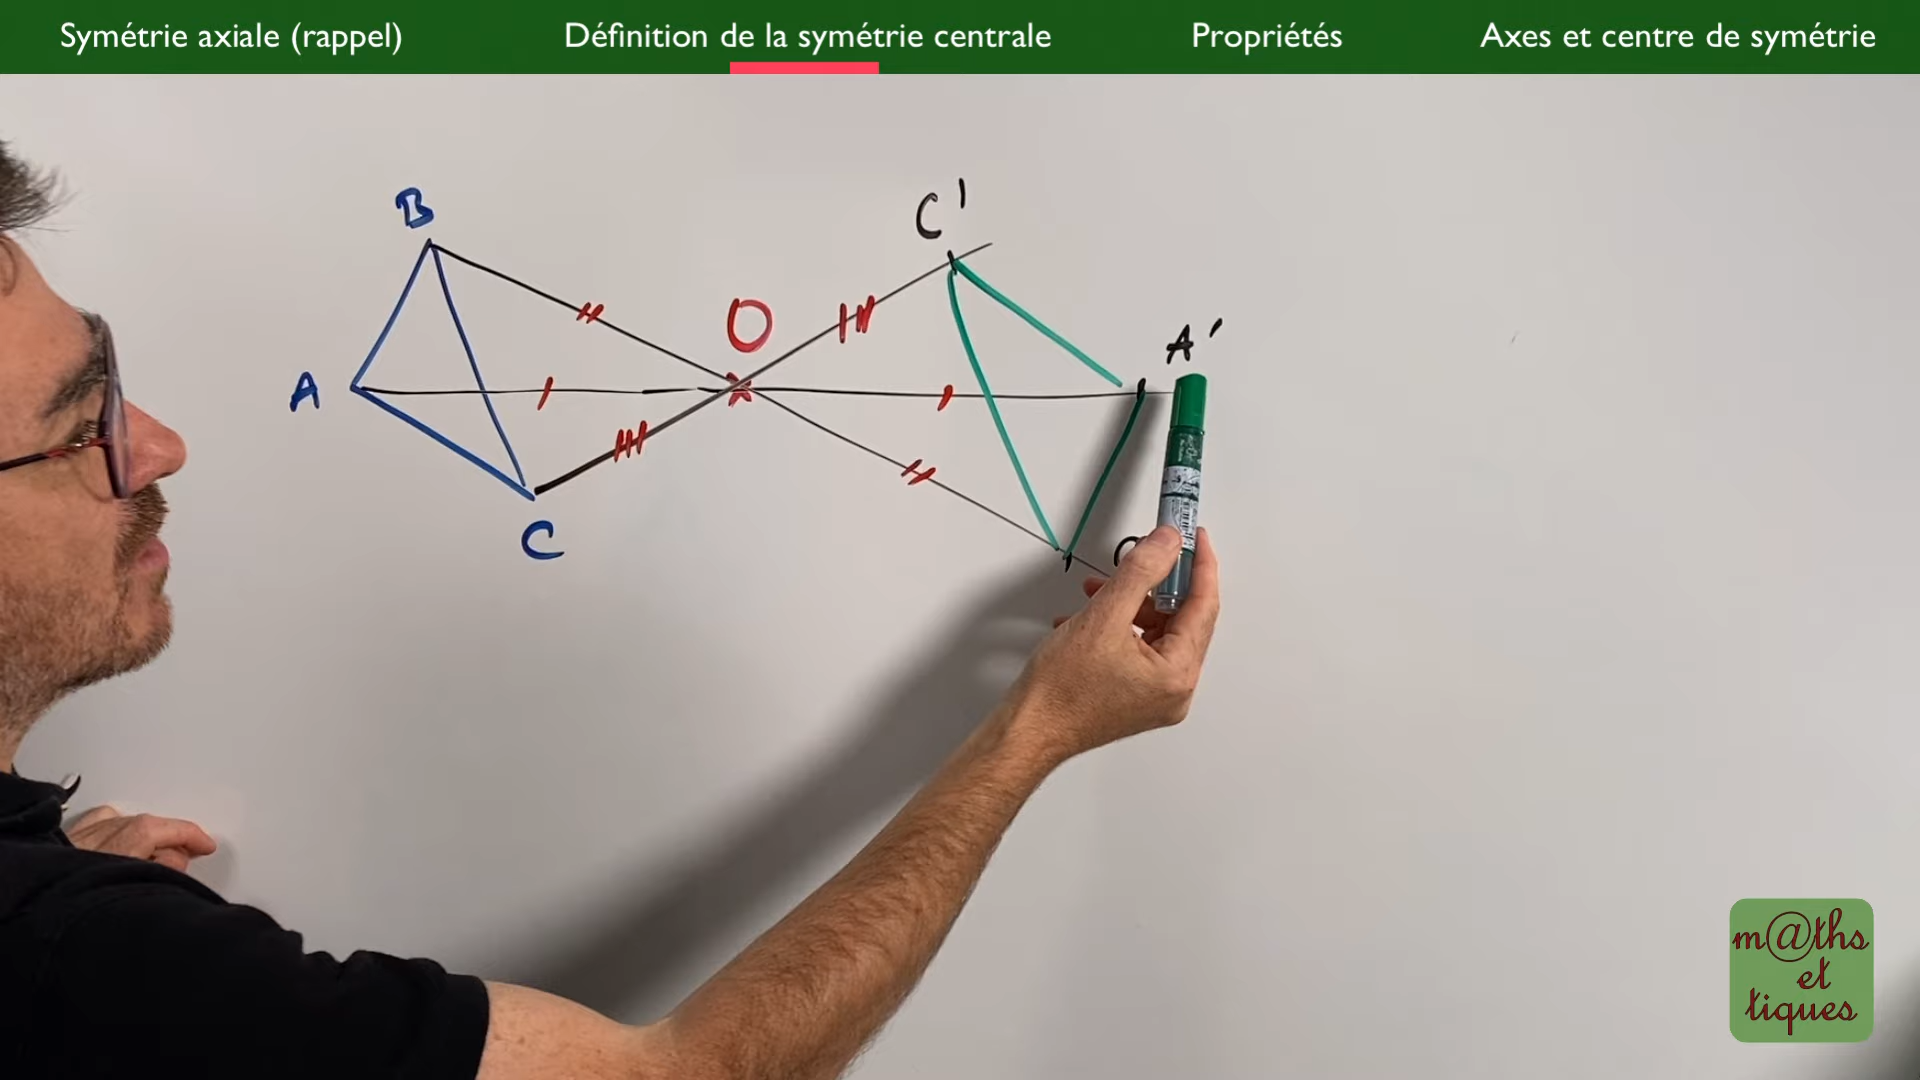 Symétrie axiale (rappel)
Définition de la symétrie centrale
Propriétés
Axes et centre de symétrie
B
C'
O
A'
A
C
m@ths
et
tiques